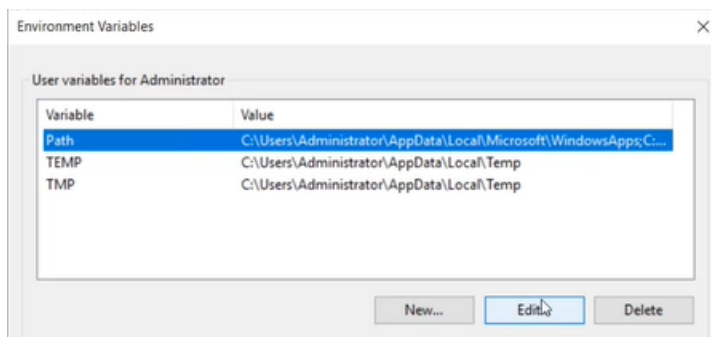 Environment Variables
User variables for Administrator
Variable Value
Path C:\Users\Administrator\AppData\Local\Microsoft\WindowsApps;C:...
TEMP C:\Users\Administrator\AppData\Local\Temp
TMP C:\Users\Administrator\AppData\Local\Temp
New... Edit... Delete